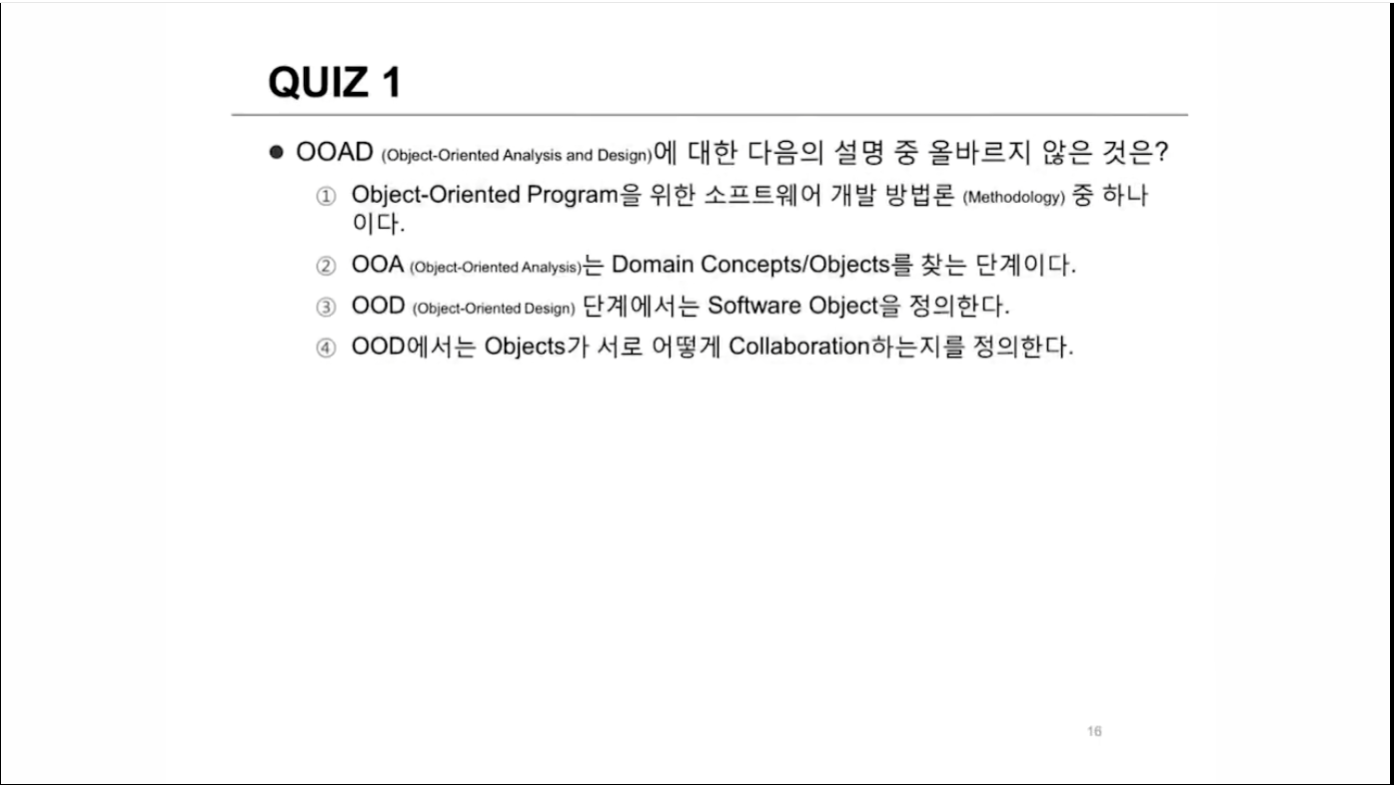 QUIZ 1
● OOAD (Object-Oriented Analysis and Design)에 대한 다음의 설명 중 올바르지 않은 것은?
① Object-Oriented Program을 위한 소프트웨어 개발 방법론 (Methodology) 중 하나
이다.
② OOA (Object-Oriented Analysis)는 Domain Concepts/Objects를 찾는 단계이다.
③ OOD (Object-Oriented Design) 단계에서는 Software Object을 정의한다.
④ OOD에서는 Objects가 서로 어떻게 Collaboration하는지를 정의한다.
16